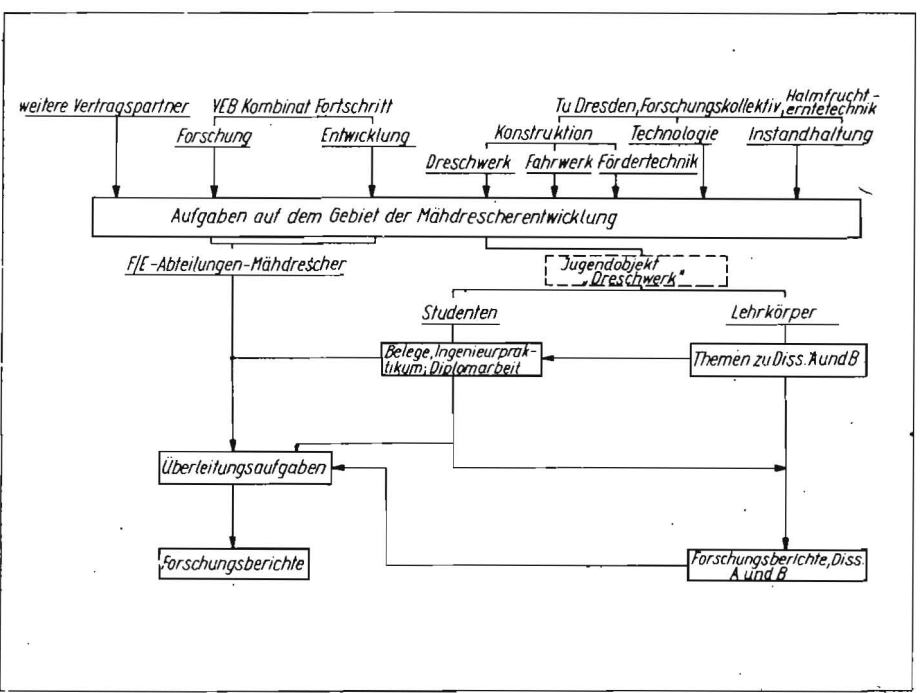 weitere Vertragspartner
VEB Kombinat Fortschritt
Tu Dresden, Forschungskollektiv, Halmfrucht-
erntetechnik
Forschung
Entwicklung
Konstruktion
Technologie
Instandhaltung
Dreschwerk
Fahrwerk
Fördertechnik
Aufgaben auf dem Gebiet der Mähdrescherentwicklung
F/E-Abteilungen-Mähdrescher
Jugendobjekt
„Dreschwerk"
Studenten
Lehrkörper
Belege, Ingenieurprak-
tikum; Diplomarbeit
Themen zu Diss. A und B
Überleitungsaufgaben
Forschungsberichte
Forschungsberichte, Diss.
A und B